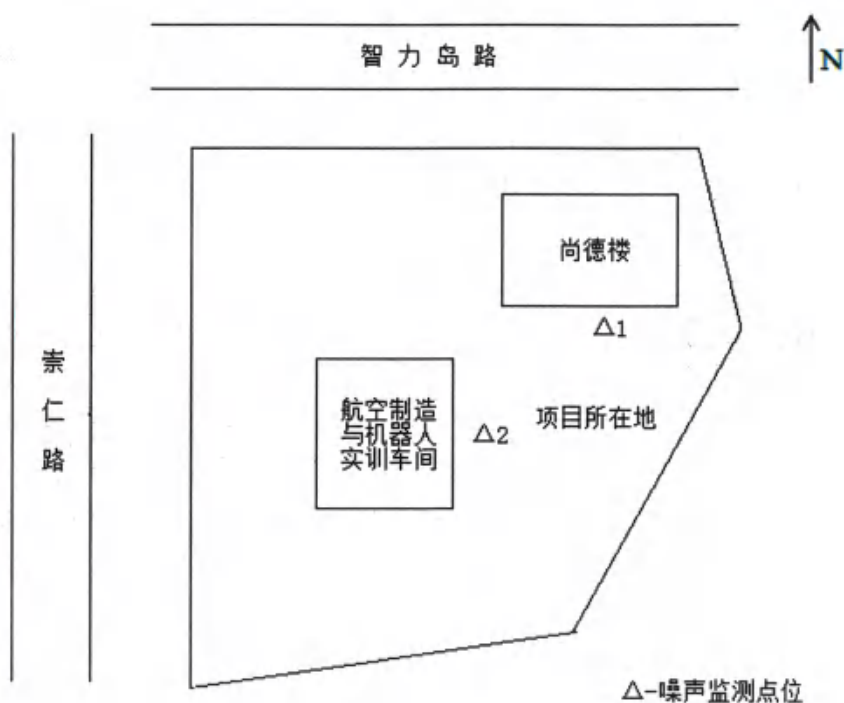 智力岛路
N
尚德楼
△1
崇仁路
航空制造
与机器人
实训车间
△2
项目所在地
△-噪声监测点位